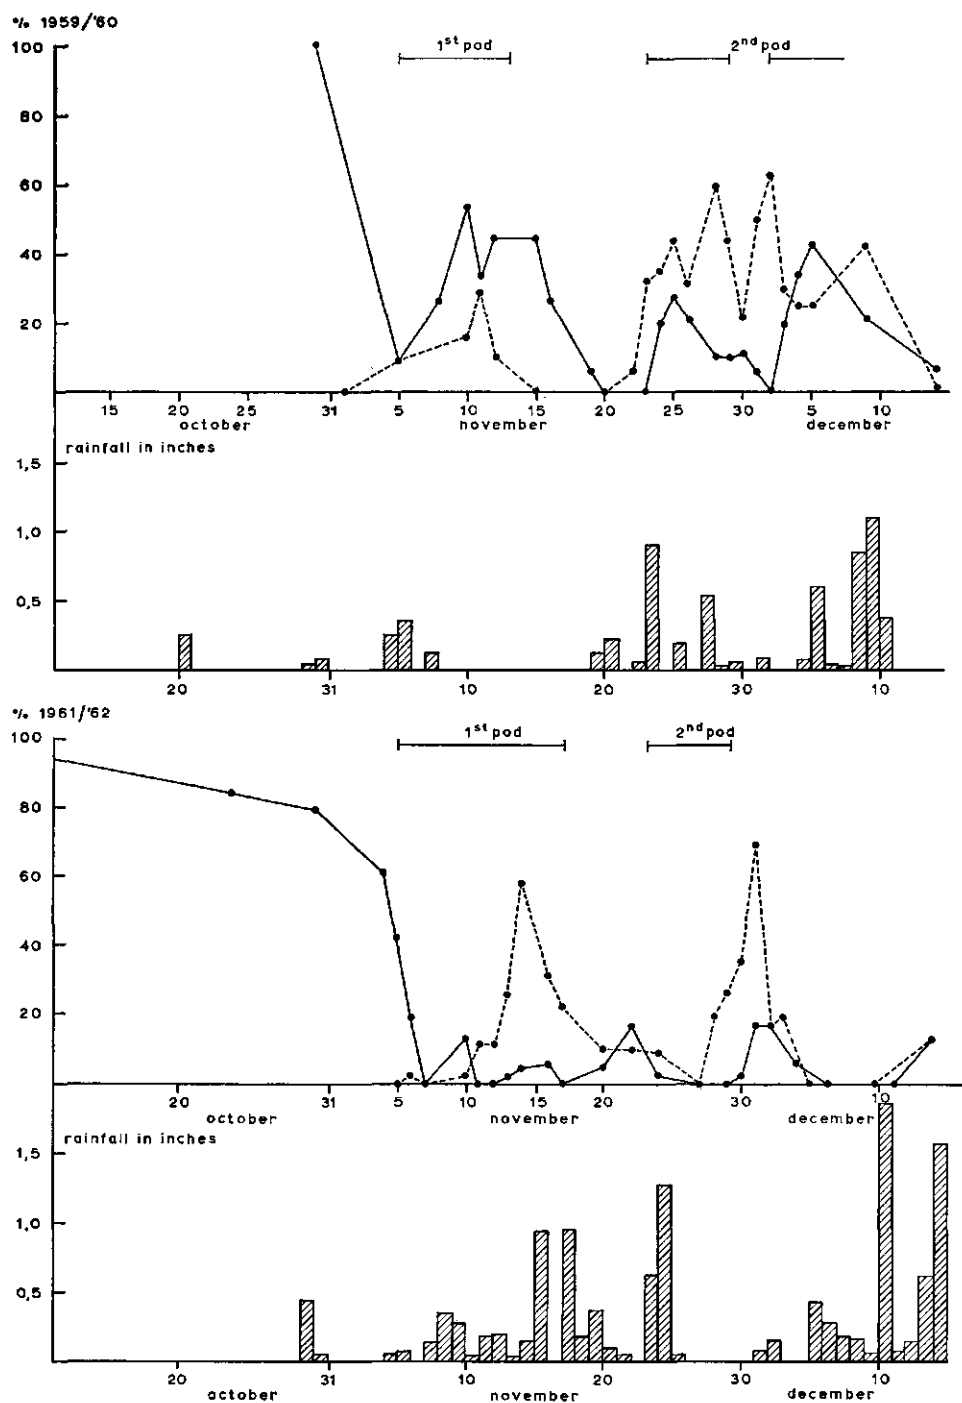 % 1959/'60
1st pod 2nd pod
100
80
60
40
20
15 20 25 31 5 10 15 20 25 30 5 10
october november december
rainfall in inches
1,5
1,0
0,5
20 31 10 20 30 10
% 1961/'62
1st pod 2nd pod
100
80
60
40
20
20 31 5 10 15 20 30 10
october november december
rainfall in inches
1,5
1,0
0,5
20 31 10 20 30 10
october november december